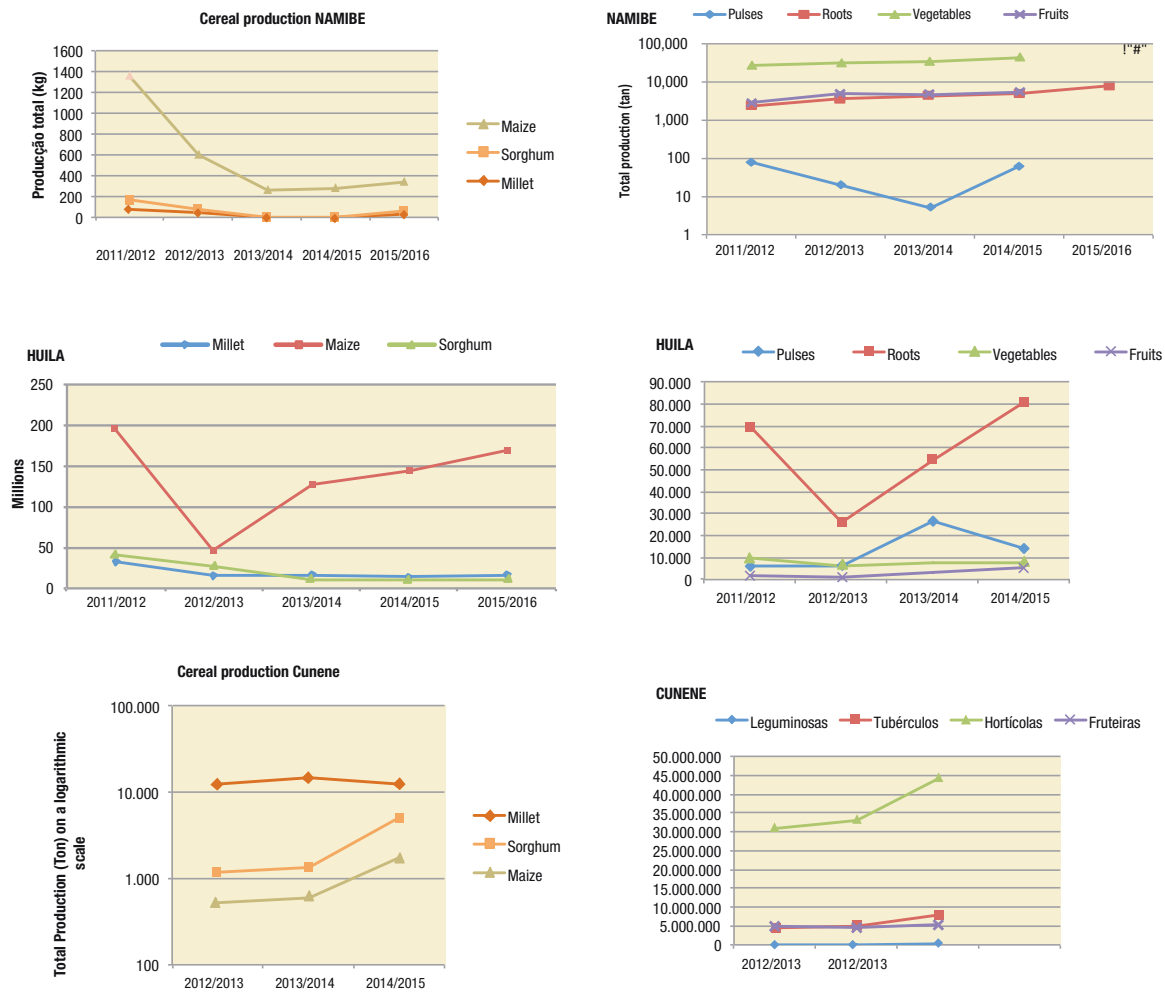 Cereal production NAMIBE
Producção total (kg)
1600
1400
1200
1000
800
600
400
200
0
2011/2012 2012/2013 2013/2014 2014/2015 2015/2016
Maize
Sorghum
Millet
NAMIBE
Pulses Roots Vegetables Fruits
!"#"
Total production (tan)
100,000
10,000
1,000
100
10
1
2011/2012 2012/2013 2013/2014 2014/2015 2015/2016
HUILA
Millet Maize Sorghum
Millions
250
200
150
100
50
0
2011/2012 2012/2013 2013/2014 2014/2015 2015/2016
HUILA
Pulses Roots Vegetables Fruits
90.000
80.000
70.000
60.000
50.000
40.000
30.000
20.000
10.000
0
2011/2012 2012/2013 2013/2014 2014/2015
Cereal production Cunene
Total Production (Ton) on a logarithmic
scale
100.000
10.000
1.000
100
2012/2013 2013/2014 2014/2015
Millet
Sorghum
Maize
CUNENE
Leguminosas Tubérculos Hortícolas Fruteiras
50.000.000
45.000.000
40.000.000
35.000.000
30.000.000
25.000.000
20.000.000
15.000.000
10.000.000
5.000.000
0
2012/2013 2012/2013